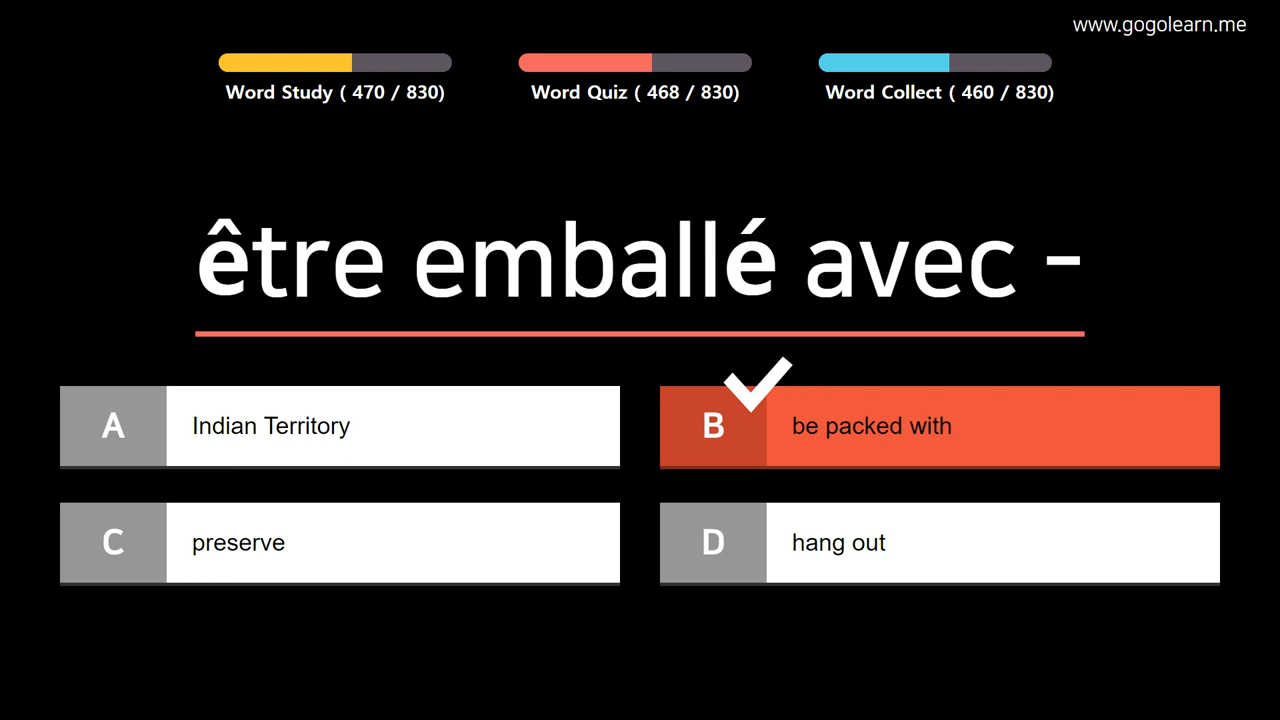 www.gogolearn.me
Word Study ( 470 / 830)
Word Quiz ( 468 / 830)
Word Collect ( 460 / 830)
être emballé avec -
A Indian Territory
B be packed with
C preserve
D hang out